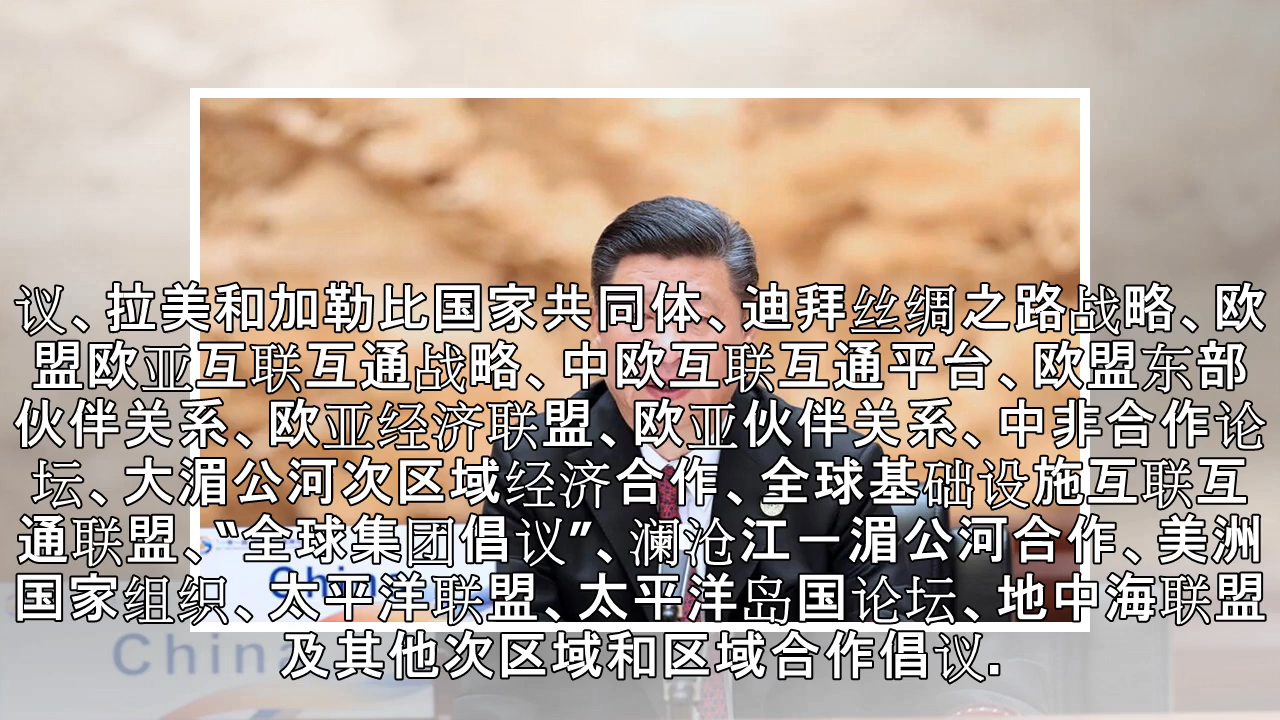 议、拉美和加勒比国家共同体、迪拜丝绸之路战略、欧
盟欧亚互联互通战略、中欧互联互通平台、欧盟东部
伙伴关系、欧亚经济联盟、欧亚伙伴关系、中非合作论
坛、大湄公河次区域经济合作、全球基础设施互联互
通联盟、“全球集团倡议”、澜沧江－湄公河合作、美洲
国家组织、太平洋联盟、太平洋岛国论坛、地中海联盟
及其他次区域和区域合作倡议.
China
China